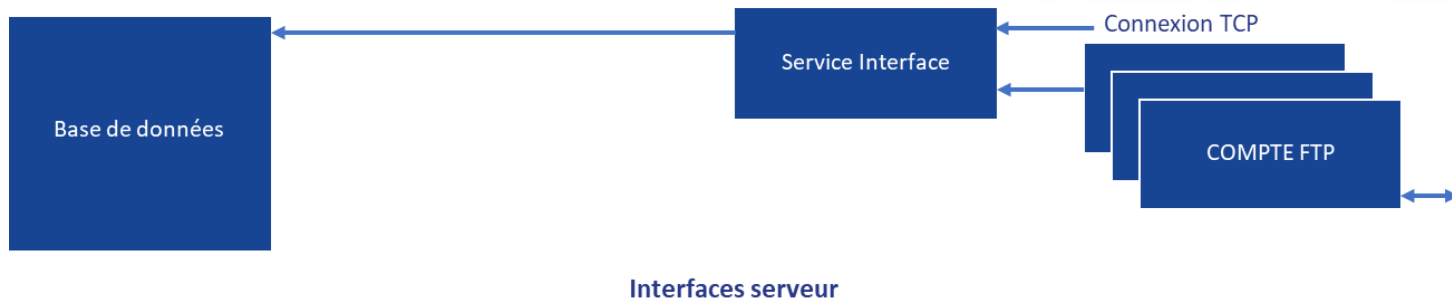 Connexion TCP
Service Interface
Base de données
COMPTE FTP
Interfaces serveur